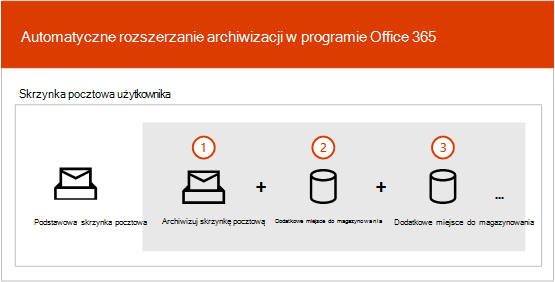 Automatyczne rozszerzanie archiwizacji w programie Office 365
Skrzynka pocztowa użytkownika
1 2 3
+ + ...
Podstawowa skrzynka pocztowa Archiwizuj skrzynkę pocztową Dodatkowe miejsce do magazynowania Dodatkowe miejsce do magazynowania